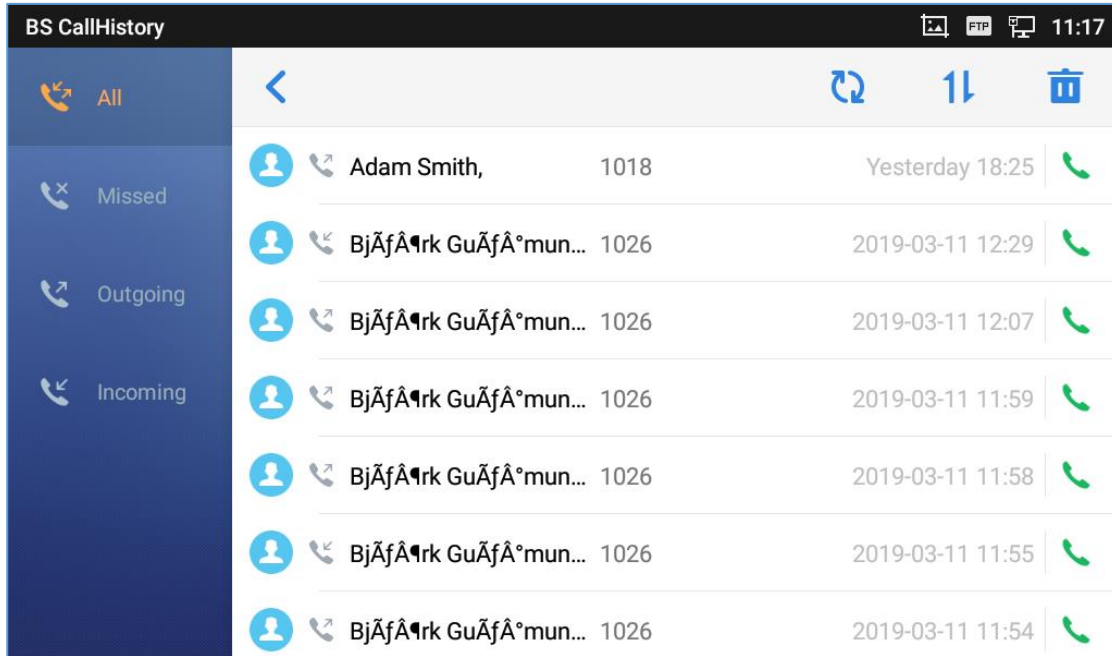 BS CallHistory FTP 11:17
All
Missed
Outgoing
Incoming
Adam Smith, 1018 Yesterday 18:25
BjÃƒÂ¶rk GuÃƒÂ°mun... 1026 2019-03-11 12:29
BjÃƒÂ¶rk GuÃƒÂ°mun... 1026 2019-03-11 12:07
BjÃƒÂ¶rk GuÃƒÂ°mun... 1026 2019-03-11 11:59
BjÃƒÂ¶rk GuÃƒÂ°mun... 1026 2019-03-11 11:58
BjÃƒÂ¶rk GuÃƒÂ°mun... 1026 2019-03-11 11:55
BjÃƒÂ¶rk GuÃƒÂ°mun... 1026 2019-03-11 11:54